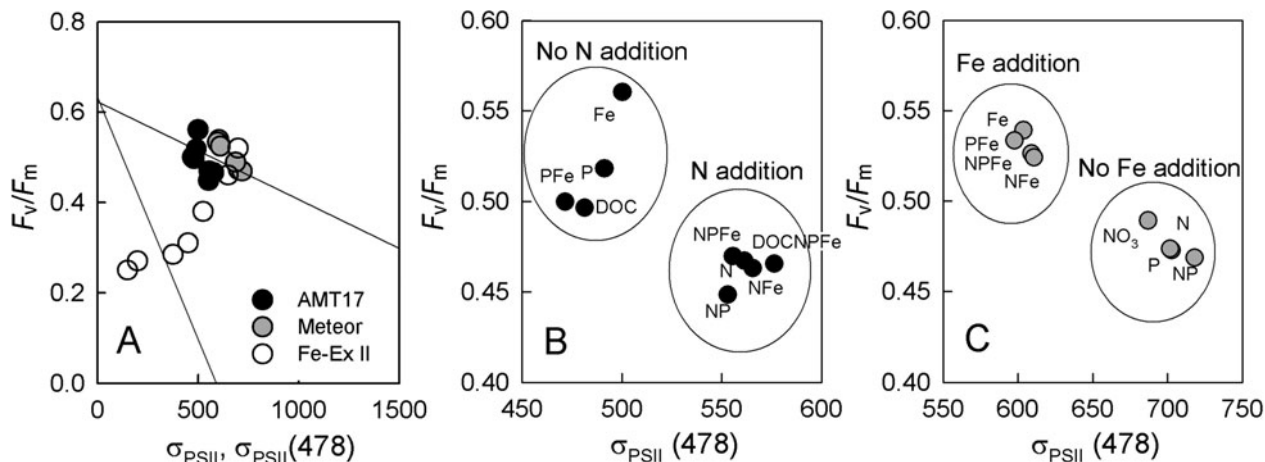 0.8
0.6
0.4
0.2
0.0
Fv/Fm
0
500
1000
1500
σPSII, σPSII(478)
A
AMT17
Meteor
Fe-Ex II
0.60
0.55
0.50
0.45
0.40
Fv/Fm
450
500
550
600
σPSII (478)
B
No N addition
Fe
P
PFe
DOC
N addition
NPFe
DOCNPFe
N
NFe
NP
0.60
0.55
0.50
0.45
0.40
Fv/Fm
550
600
650
700
750
σPSII (478)
C
Fe addition
Fe
PFe
NPFe
NFe
No Fe addition
NO3
N
P
NP